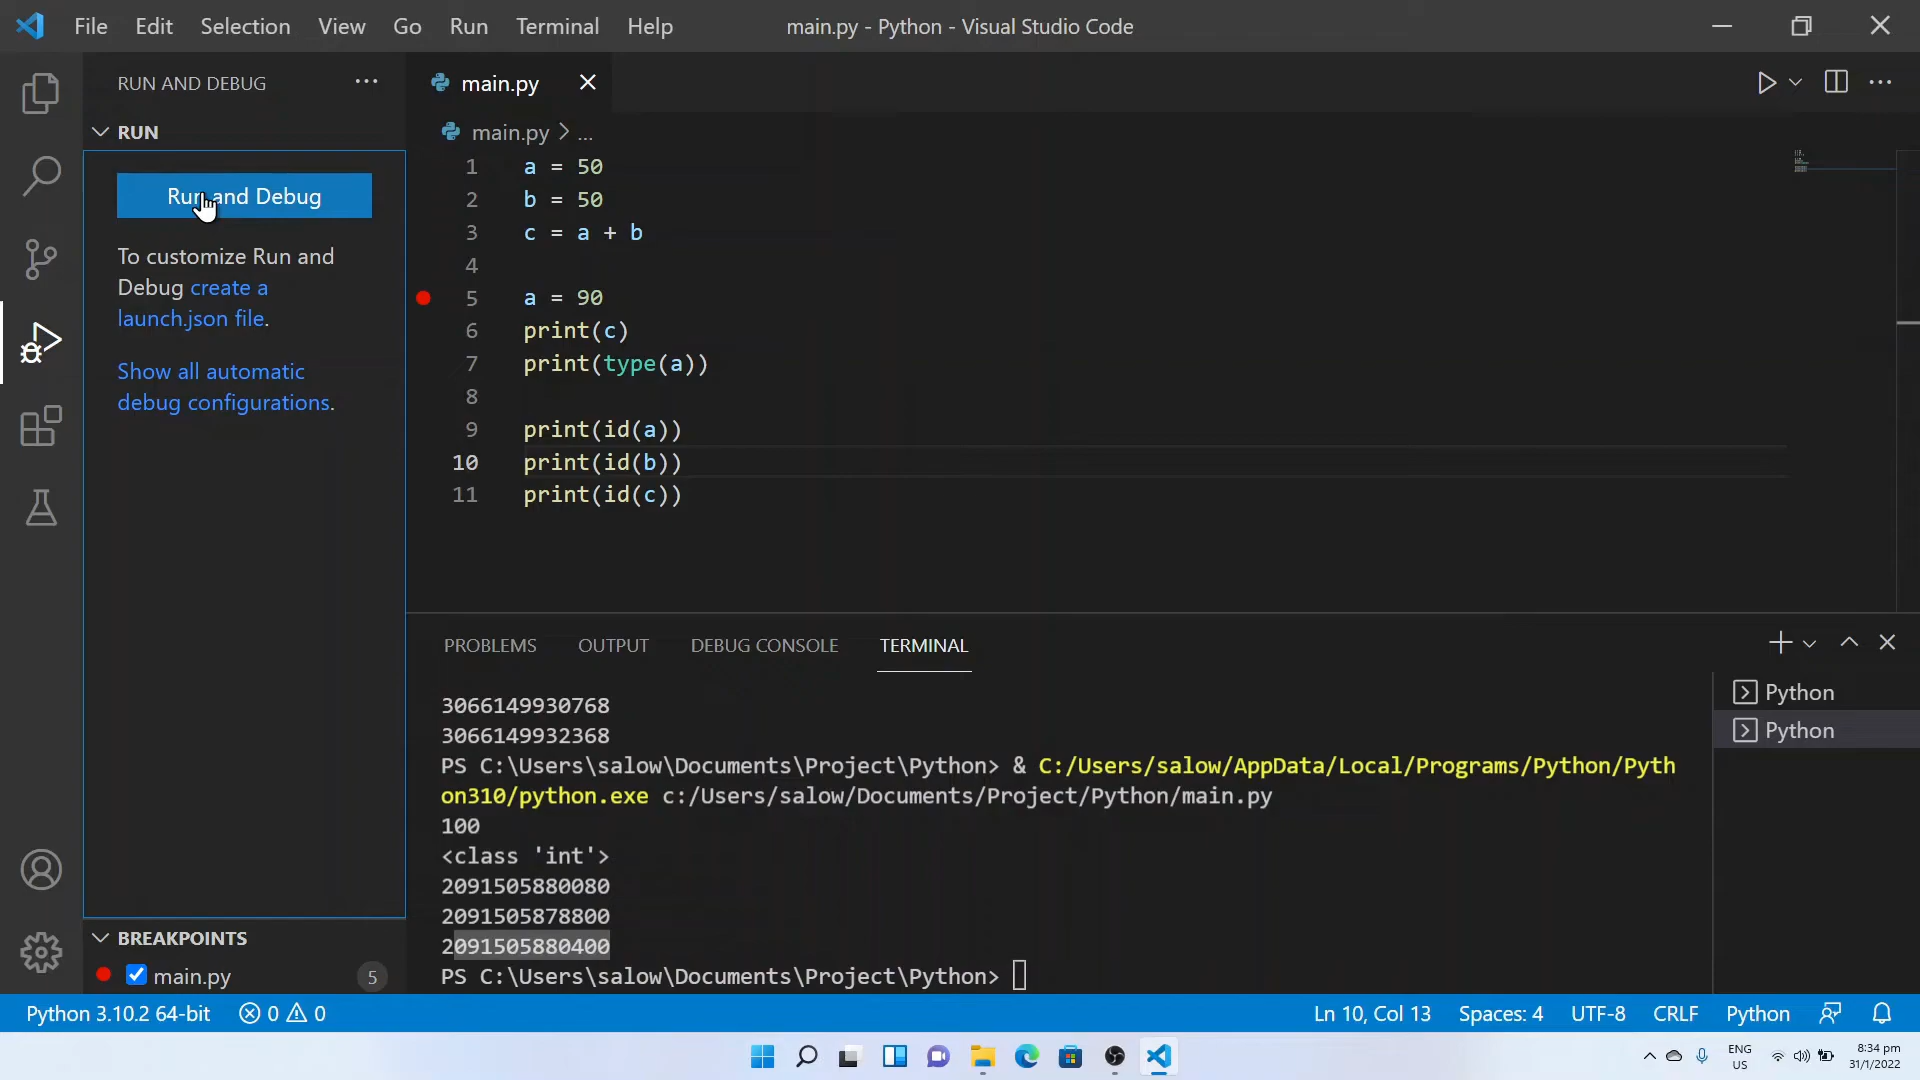 File Edit Selection View Go Run Terminal Help
main.py - Python - Visual Studio Code
RUN AND DEBUG
RUN
Run and Debug
To customize Run and
Debug create a
launch.json file.
Show all automatic
debug configurations.
BREAKPOINTS
main.py 5
main.py
main.py > ...
1 a = 50
2 b = 50
3 c = a + b
4
5 a = 90
6 print(c)
7 print(type(a))
8
9 print(id(a))
10 print(id(b))
11 print(id(c))
PROBLEMS OUTPUT DEBUG CONSOLE TERMINAL
3066149930768
3066149932368
PS C:\Users\salow\Documents\Project\Python> & C:/Users/salow/AppData/Local/Programs/Python/Pyth
on310/python.exe c:/Users/salow/Documents/Project/Python/main.py
100
<class 'int'>
2091505880080
2091505878800
2091505880400
PS C:\Users\salow\Documents\Project\Python>
Python
Python
Python 3.10.2 64-bit 0 0 Ln 10, Col 13 Spaces: 4 UTF-8 CRLF Python
ENG
US
8:34 pm
31/1/2022